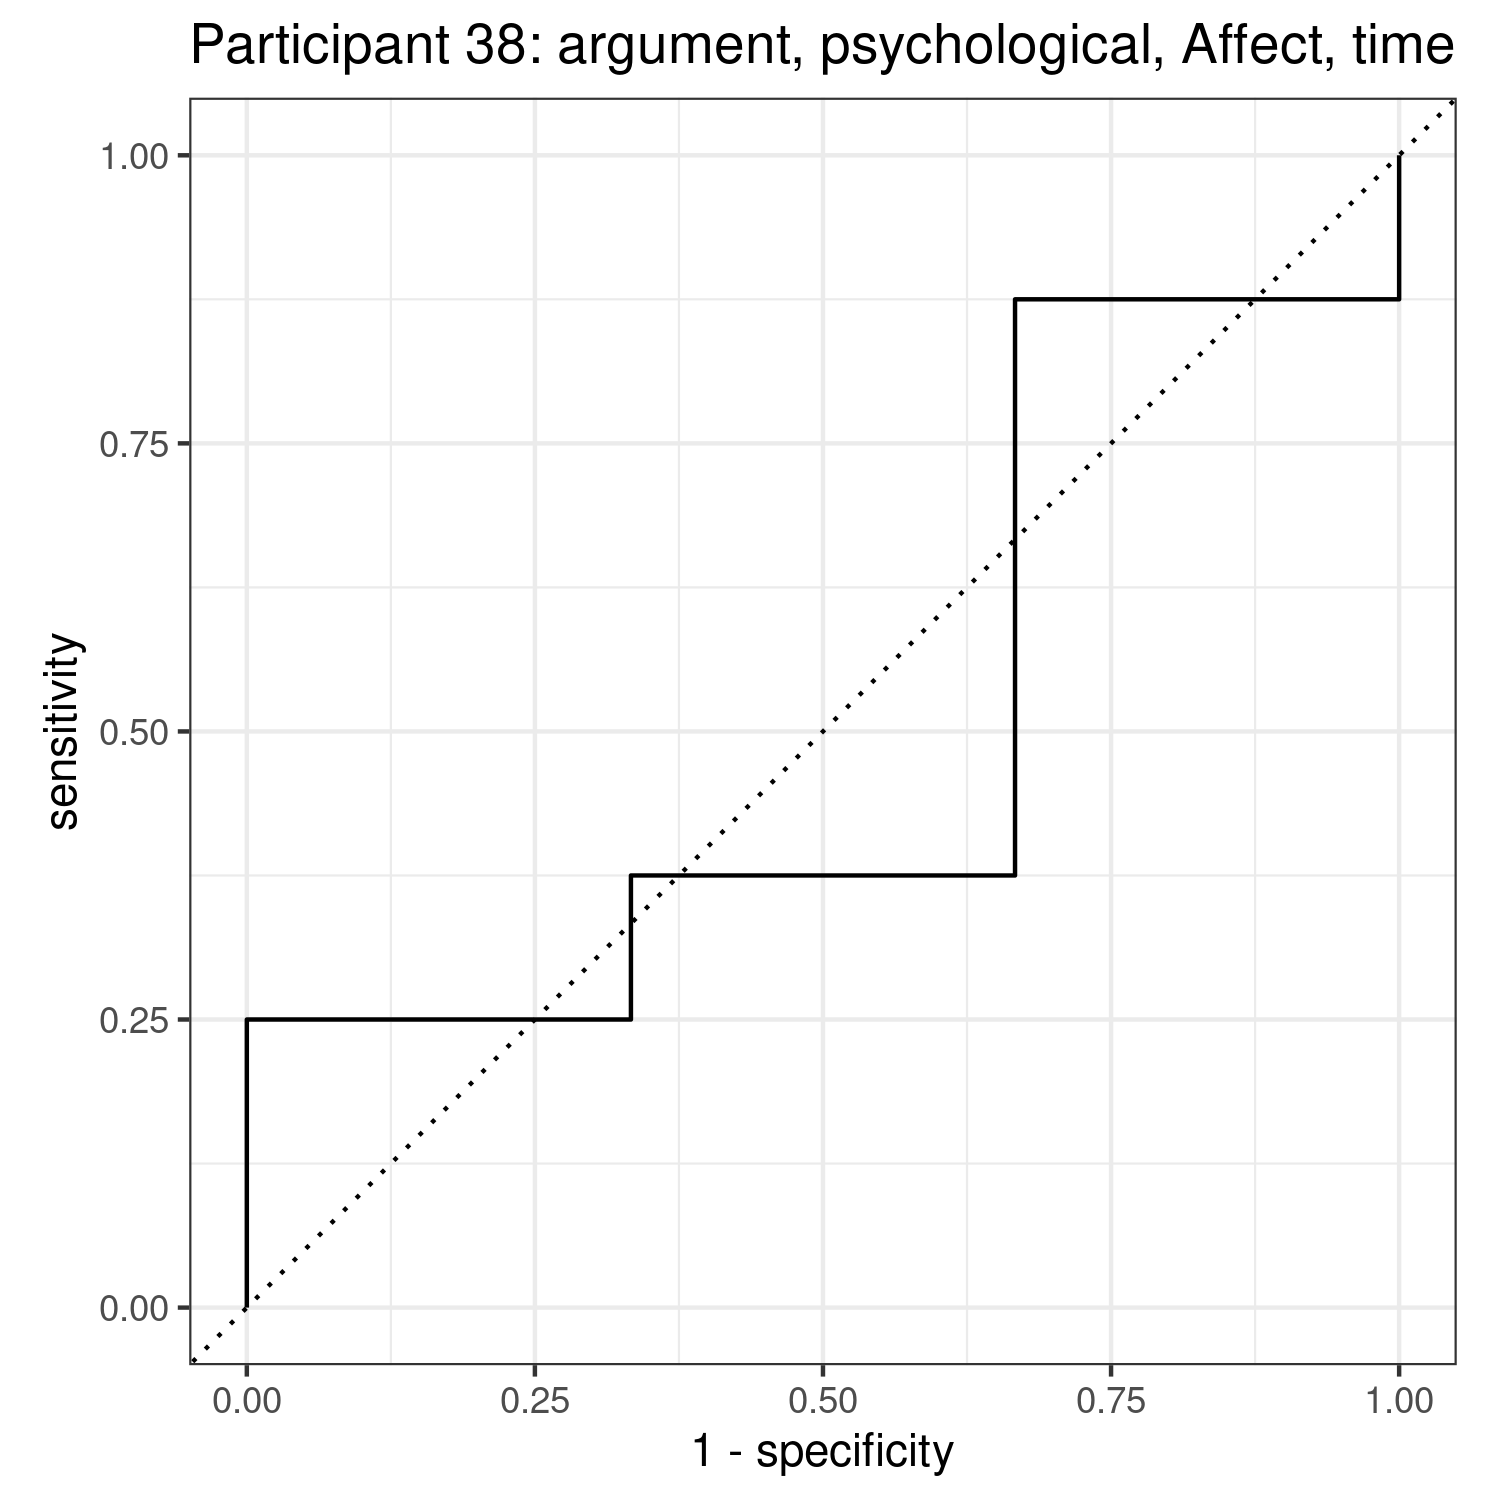 Participant 38: argument, psychological, Affect, time
1.00
0.75
0.50
0.25
0.00
sensitivity
0.00 0.25 0.50 0.75 1.00
1 - specificity